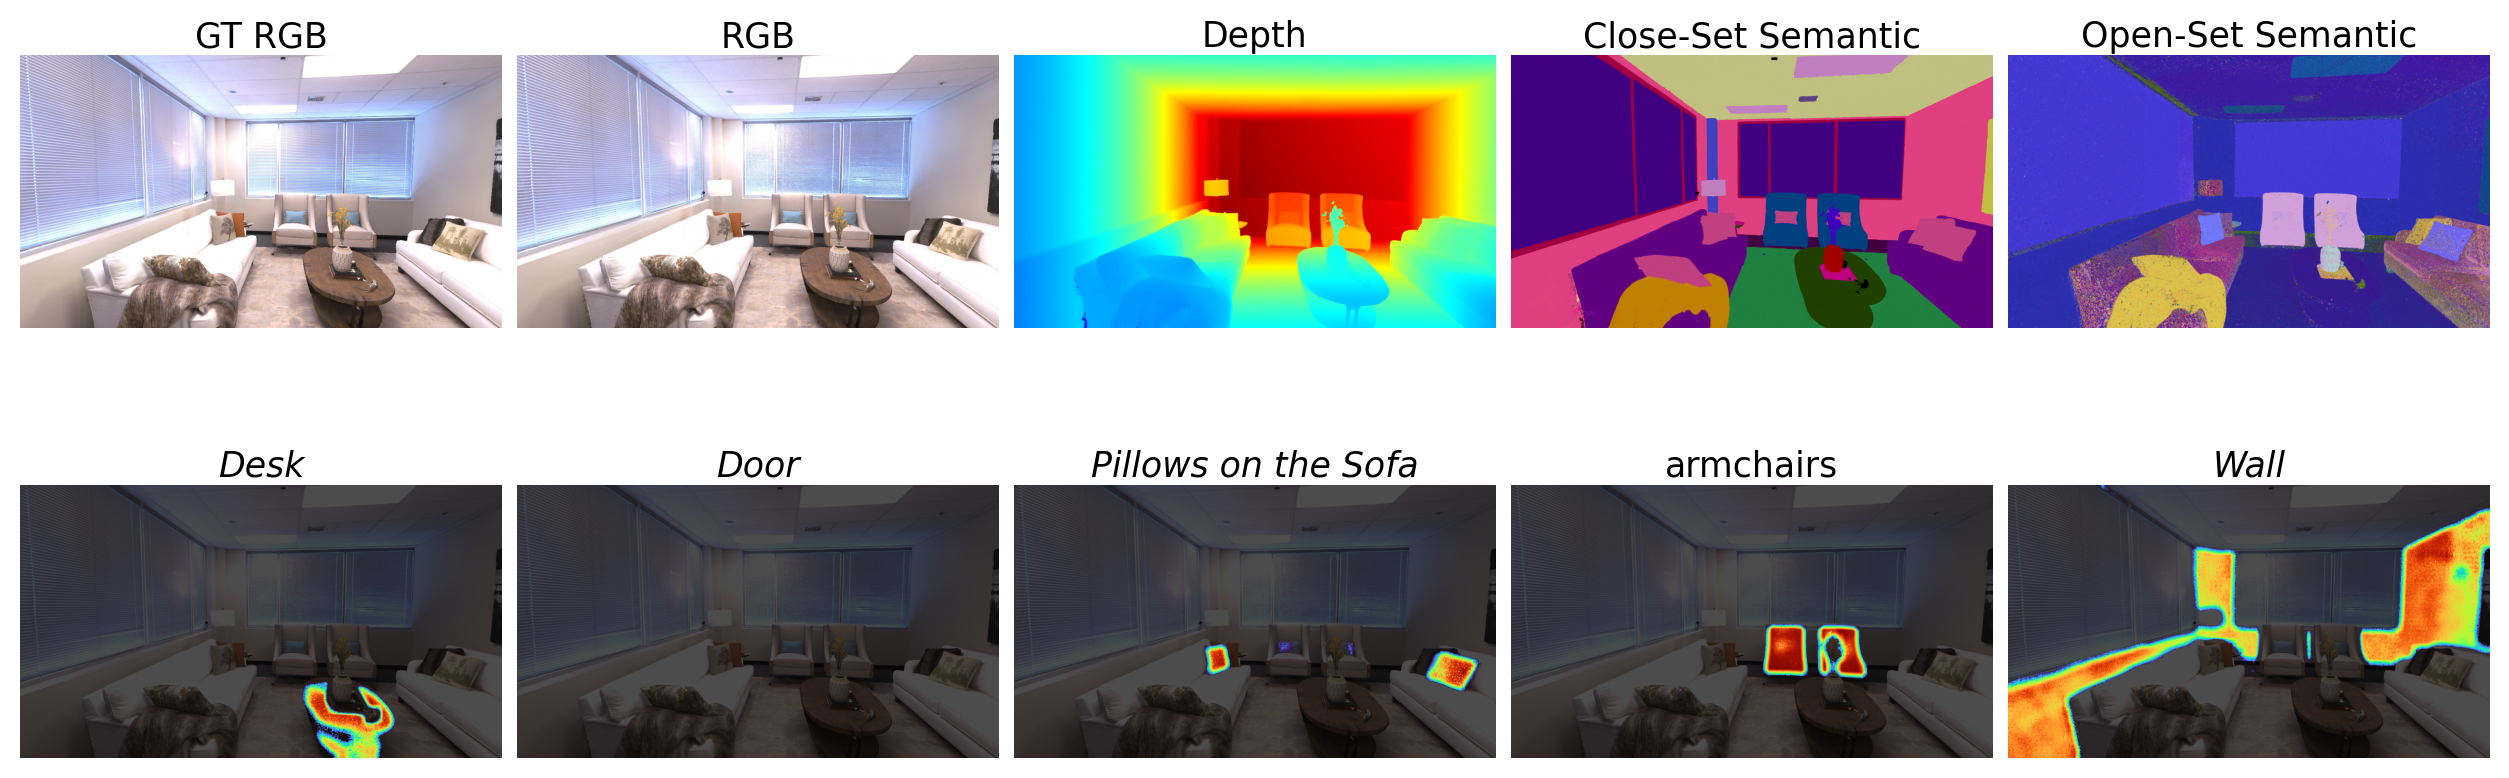 GT RGB
RGB
Depth
Close-Set Semantic
Open-Set Semantic
Desk
Door
Pillows on the Sofa
armchairs
Wall